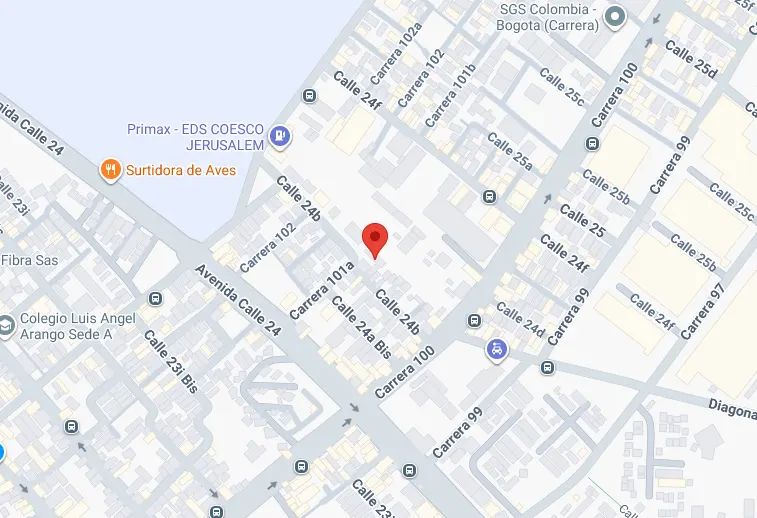 SGS Colombia -
Bogota (Carrera)
Calle 25f
Carrera 102a
Carrera 102
Carrera 101b
Calle 24f
Calle 25d
Carrera 100
Calle 25c
Carrera 99
enida Calle 24
Primax - EDS COESCO
JERUSALEM
Surtidora de Aves
Calle 25a
Calle 25b
Calle 25c
Calle 23i
Calle 24b
Calle 25
Carrera 102
Calle 24f
Calle 25b
Fibra Sas
Avenida Calle 24
Carrera 101a
Carrera 99
Calle 24f
Carrera 97
Colegio Luis Angel
Arango Sede A
Calle 24b
Calle 24a Bis
Calle 24d
Calle 23i Bis
Carrera 100
Diagona
Carrera 99
Calle 23